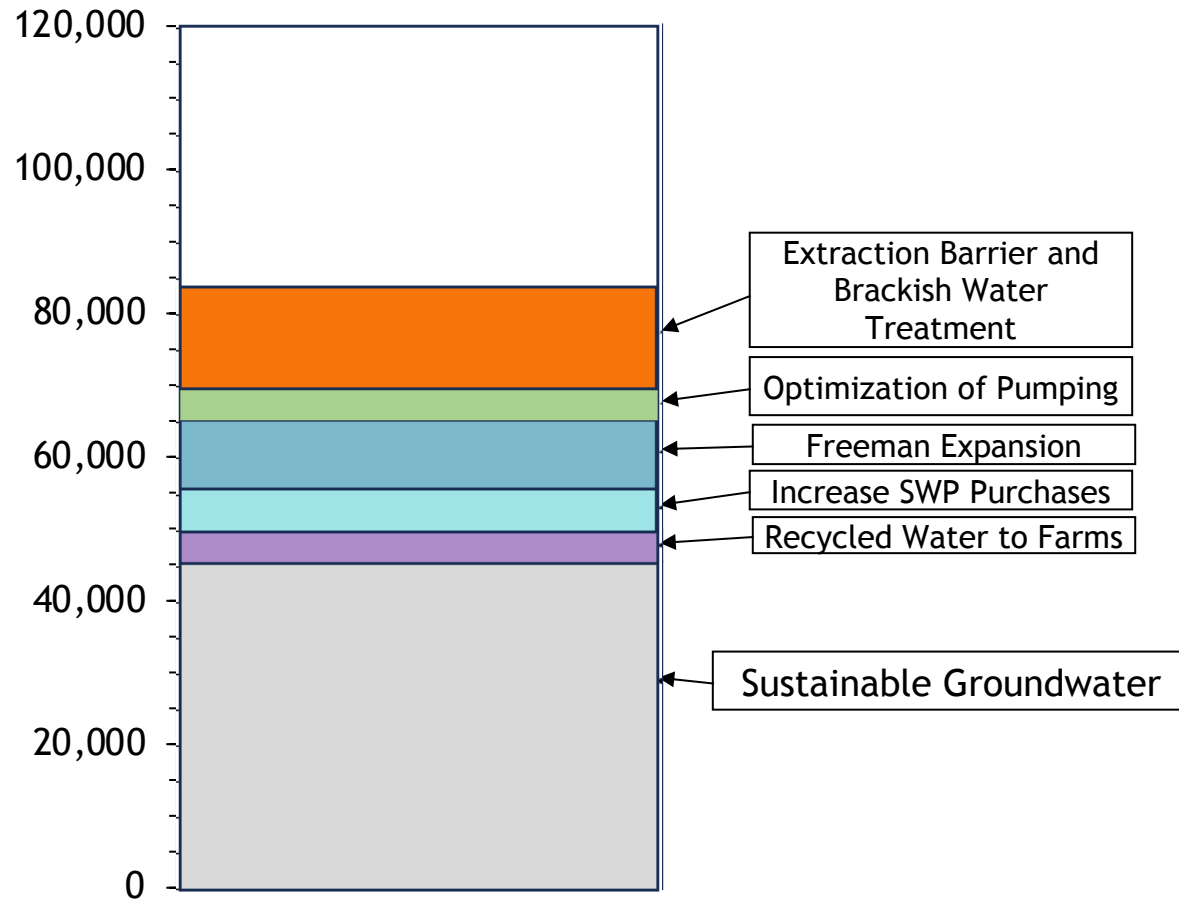 120,000
100,000
80,000
60,000
40,000
20,000
0
Extraction Barrier and
Brackish Water
Treatment
Optimization of Pumping
Freeman Expansion
Increase SWP Purchases
Recycled Water to Farms
Sustainable Groundwater